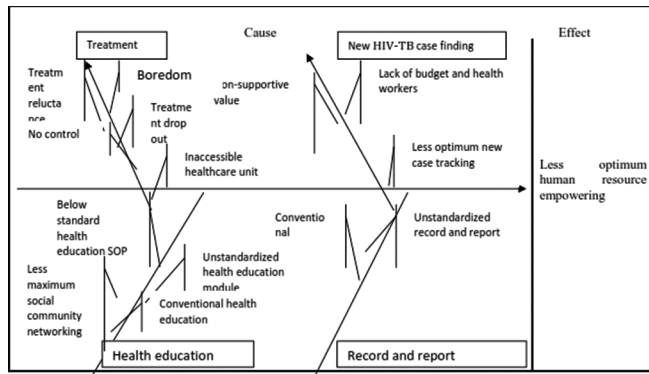 Cause
Effect
Treatment
New HIV-TB case finding
Treatm
ent
relucta
nce
Boredom
on-supportive
value
Lack of budget and health
workers
No control
Treatme
nt drop
out
Inaccessible
healthcare unit
Less optimum new
case tracking
Less optimum
human resource
empowering
Below
standard
health
education SOP
Conventio
nal
Unstandardized
record and report
Less
maximum
social
community
networking
Unstandardized
health education
module
Conventional health
education
Health education
Record and report